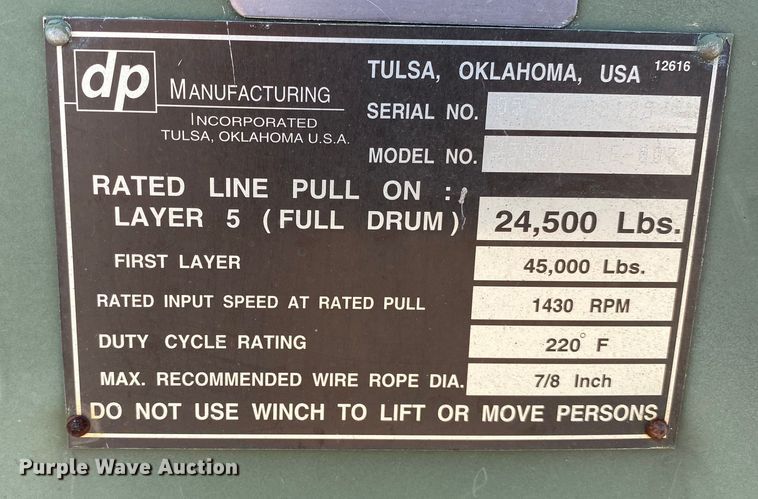 dp MANUFACTURING
INCORPORATED
TULSA, OKLAHOMA U.S.A.
TULSA, OKLAHOMA, USA 12616
SERIAL NO.
MODEL NO.
RATED LINE PULL ON :
LAYER 5 (FULL DRUM) 24,500 Lbs.
FIRST LAYER 45,000 Lbs.
RATED INPUT SPEED AT RATED PULL 1430 RPM
DUTY CYCLE RATING 220° F
MAX. RECOMMENDED WIRE ROPE DIA. 7/8 Inch
DO NOT USE WINCH TO LIFT OR MOVE PERSONS
Purple Wave Auction